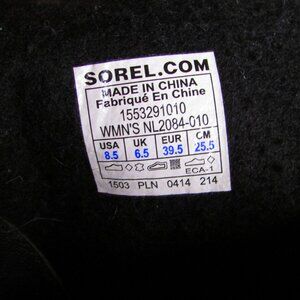 SOREL.COM
MADE IN CHINA
Fabriqué En Chine
1553291010
WMN'S NL2084-010
USA UK EUR CM
8.5 6.5 39.5 25.5
ECA-1
1503 PLN 0414 214